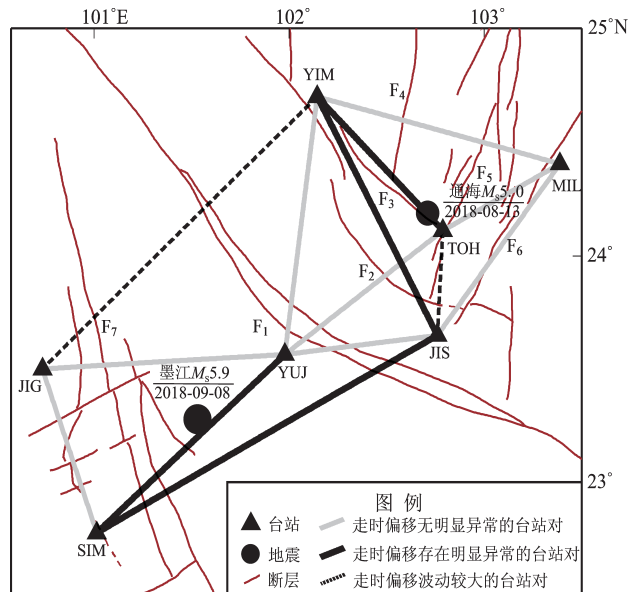 101°E
102°
103°
25°N
YIM
F4
F5
MIL
通海Ms5.0
2018-08-13
F3
TOH
F6
24°
F2
F1
F7
JIS
JIG
墨江Ms5.9
2018-09-08
YUJ
23°
SIM
图 例
台站 走时偏移无明显异常的台站对
地震 走时偏移存在明显异常的台站对
断层 走时偏移波动较大的台站对